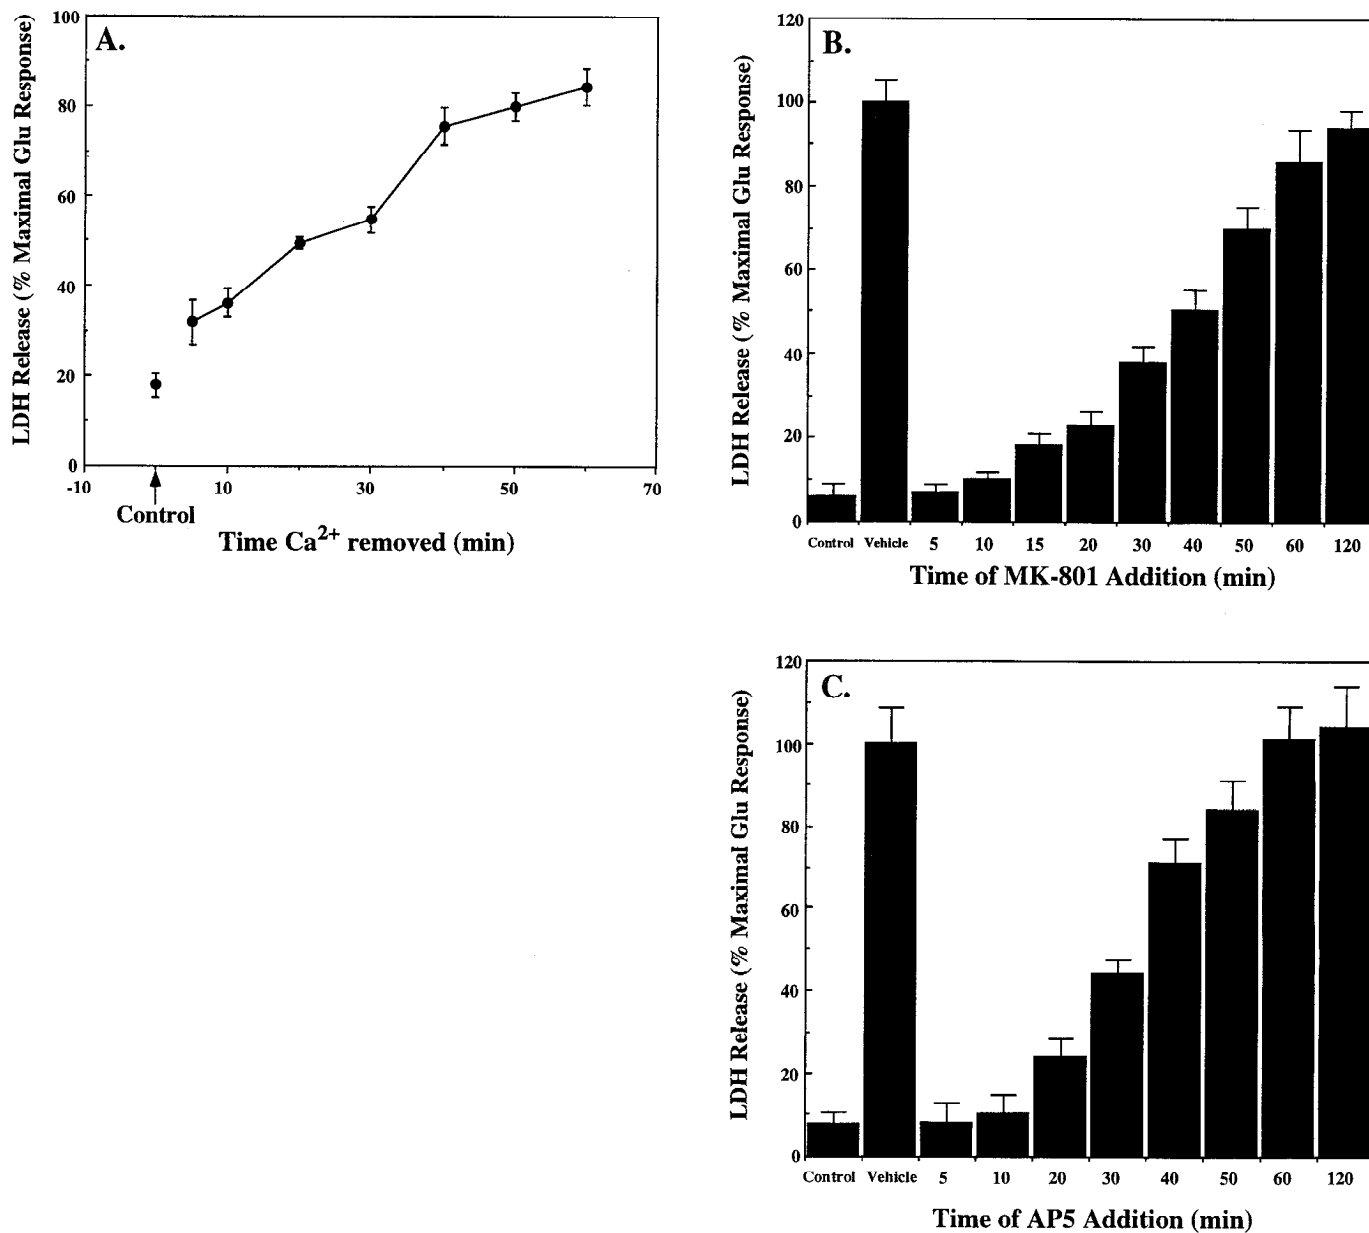 A.
LDH Release (% Maximal Glu Response)
100
80
60
40
20
0
-10 10 30 50 70
Control
Time Ca2+ removed (min)
B.
LDH Release (% Maximal Glu Response)
120
100
80
60
40
20
0
Control Vehicle 5 10 15 20 30 40 50 60 120
Time of MK-801 Addition (min)
C.
LDH Release (% Maximal Glu Response)
120
100
80
60
40
20
0
Control Vehicle 5 10 20 30 40 50 60 120
Time of AP5 Addition (min)